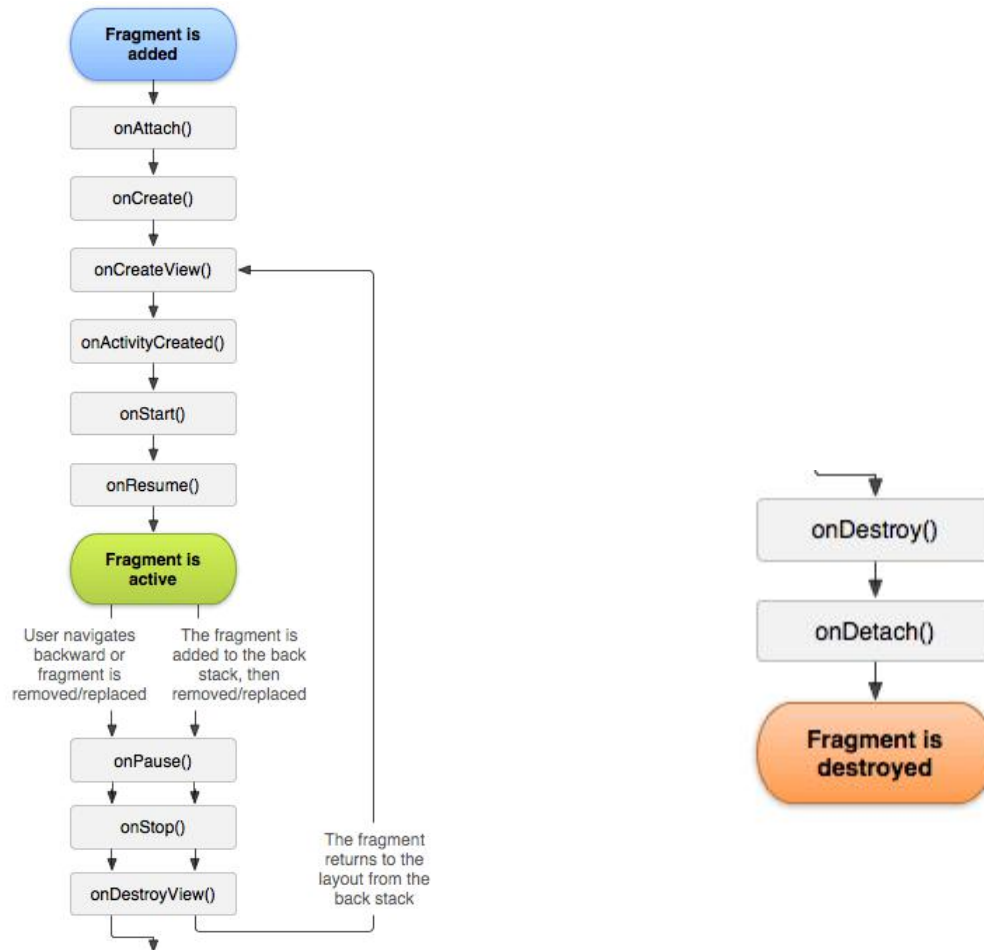 Fragment is
added
onAttach()
onCreate()
onCreateView()
onActivityCreated()
onStart()
onResume()
Fragment is
active
User navigates
backward or
fragment is
removed/replaced
The fragment is
added to the back
stack, then
removed/replaced
onPause()
onStop()
onDestroyView()
The fragment
returns to the
layout from the
back stack
onDestroy()
onDetach()
Fragment is
destroyed